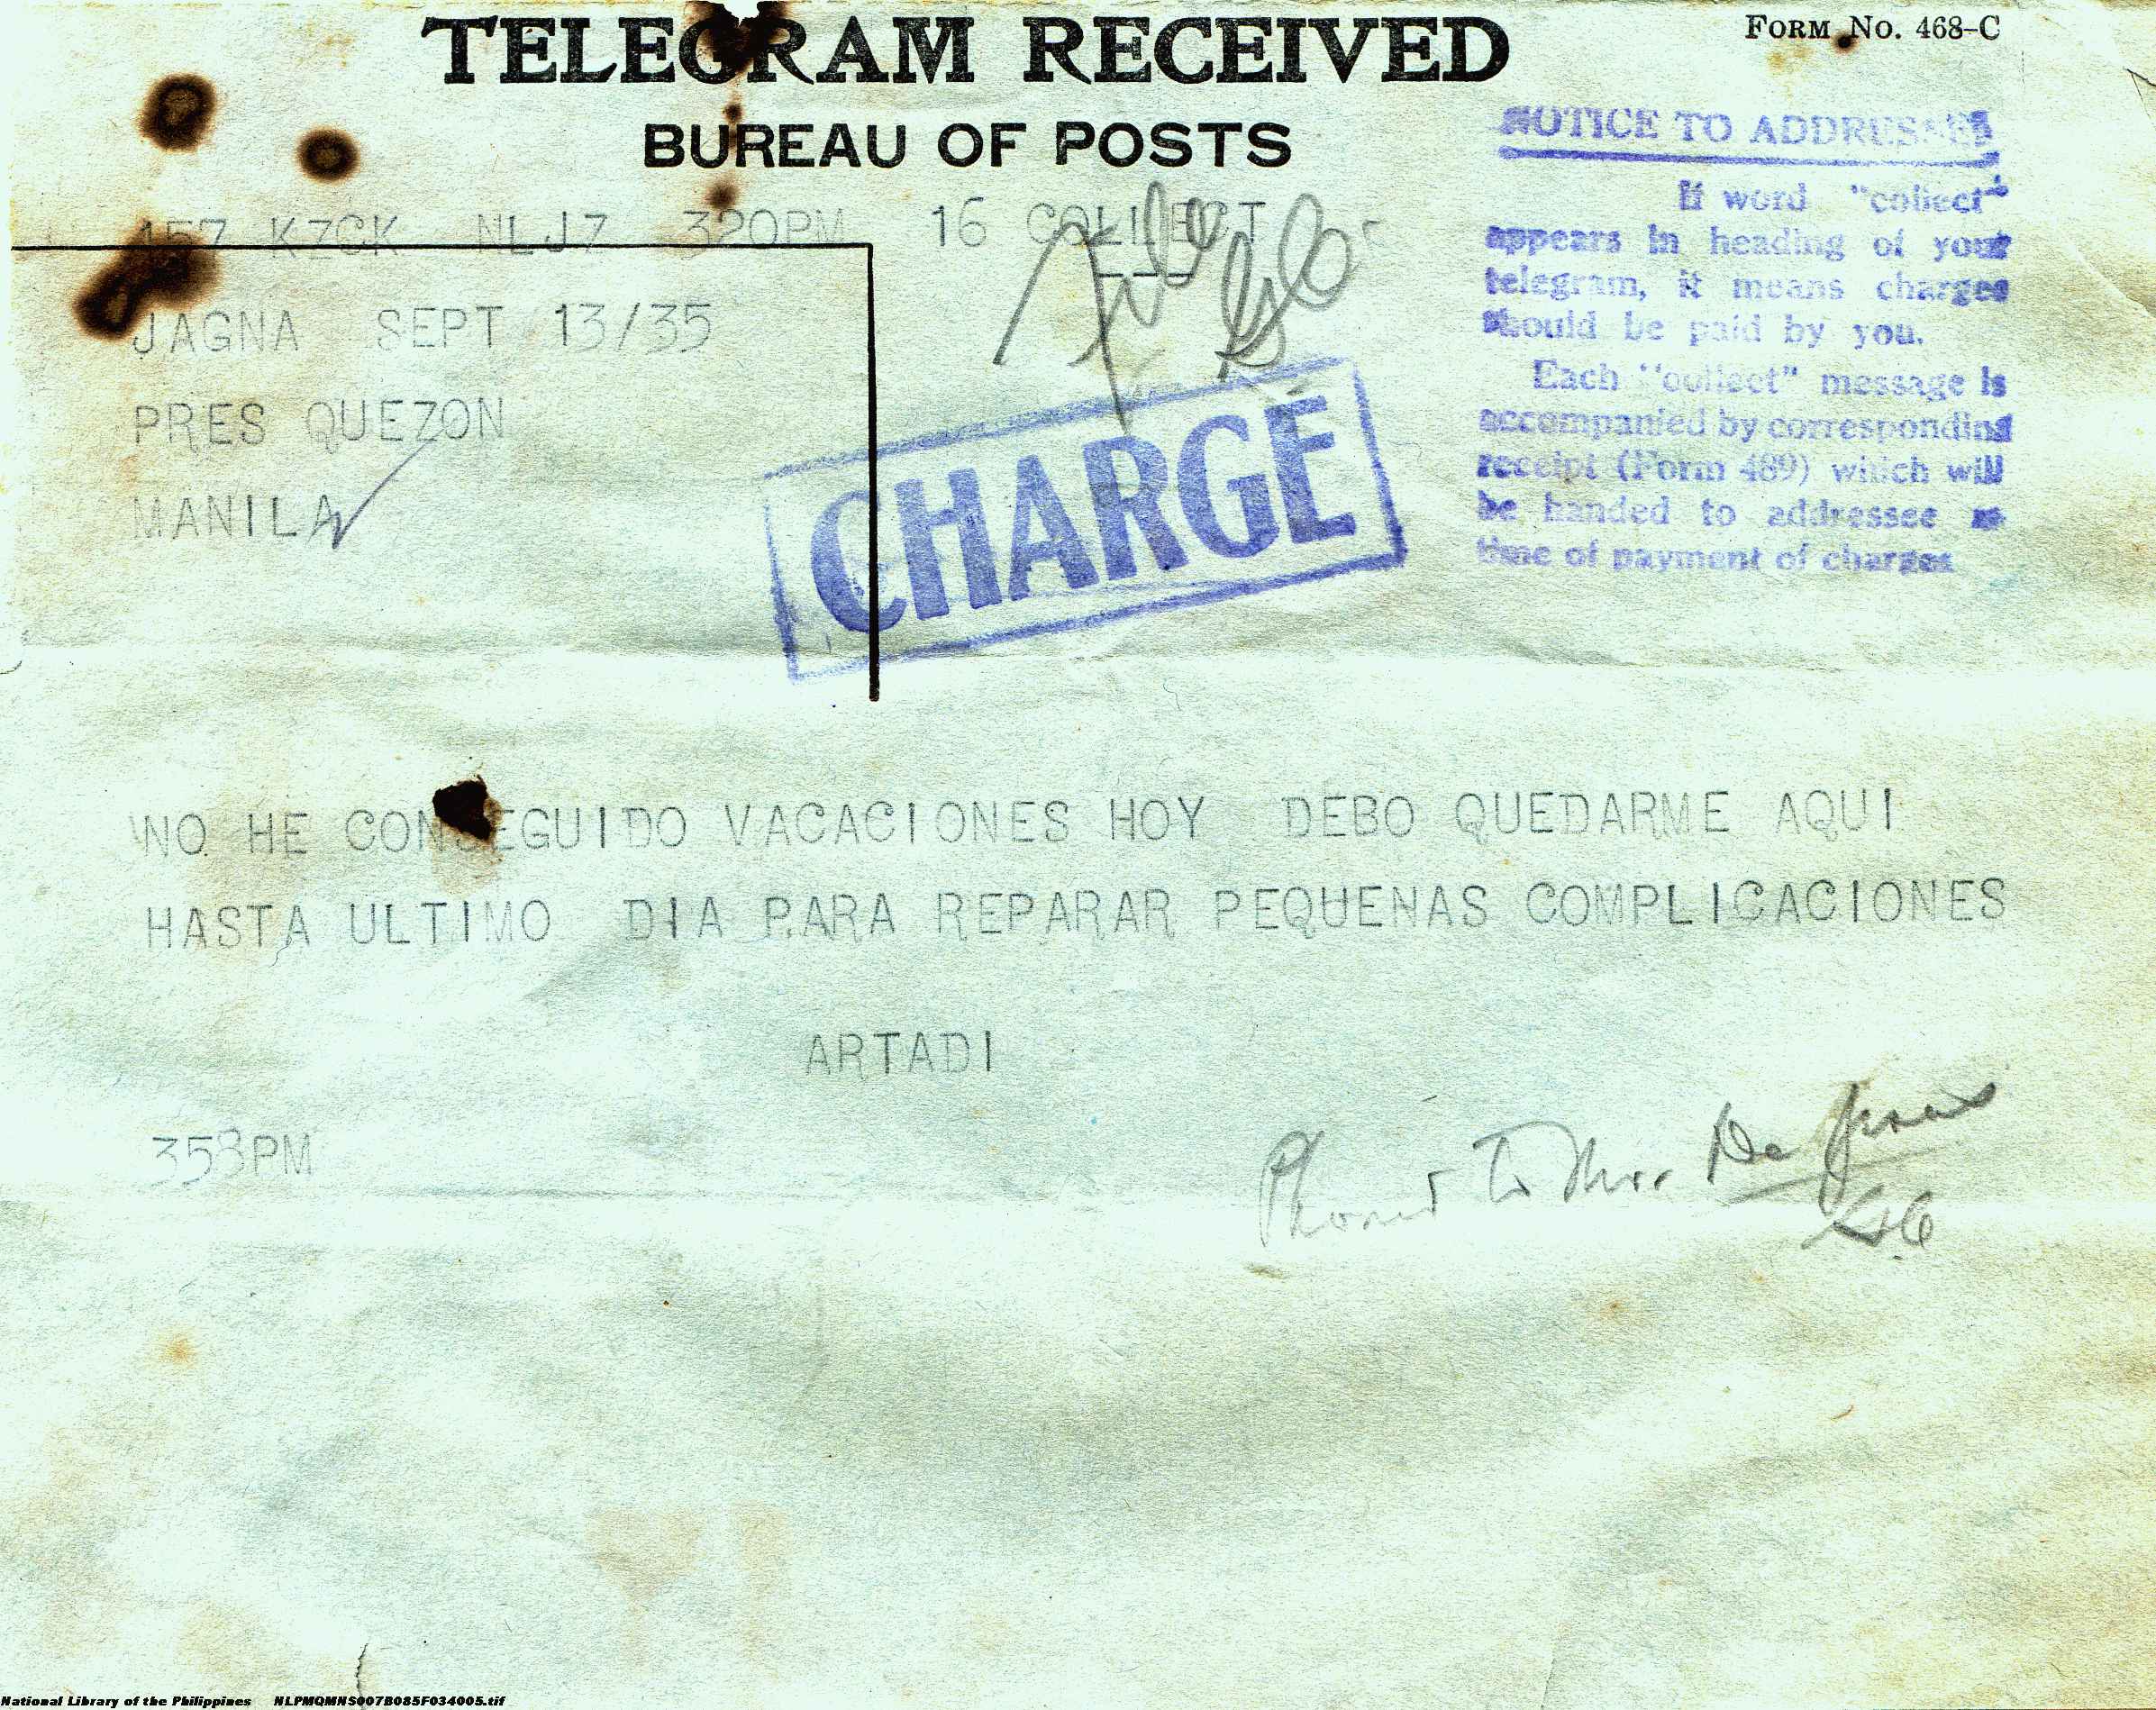 TELEGRAM RECEIVED
FORM NO. 468-C
BUREAU OF POSTS
NOTICE TO ADDRESSEE
If word "collect"
appears in heading of your
telegram, it means charges
should be paid by you.
Each "collect" message is
accompanied by corresponding
receipt (Form 489) which will
be handed to addressee
time of payment of charges
157 KZCK NLJZ 320PM 16 COLLECT
JAGNA SEPT 13/35
PRES QUEZON
MANILA
CHARGE
NO HE CONSEGUIDO VACACIONES HOY DEBO QUEDARME AQUI
HASTA ULTIMO DIA PARA REPARAR PEQUENAS COMPLICACIONES
ARTADI
358PM
Phoned To Mrs. De
National Library of the Philippines NLPMQMNS007B085F034005.tif